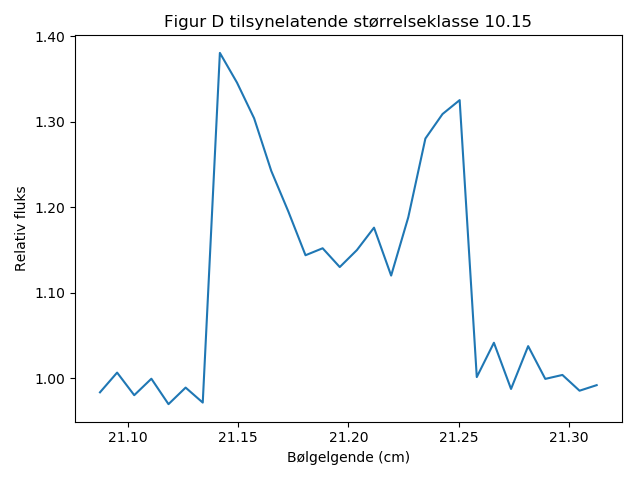 Figur D tilsynelatende størrelseklasse 10.15
1.40
1.30
1.20
1.10
1.00
Relativ fluks
21.10 21.15 21.20 21.25 21.30
Bølgelgende (cm)